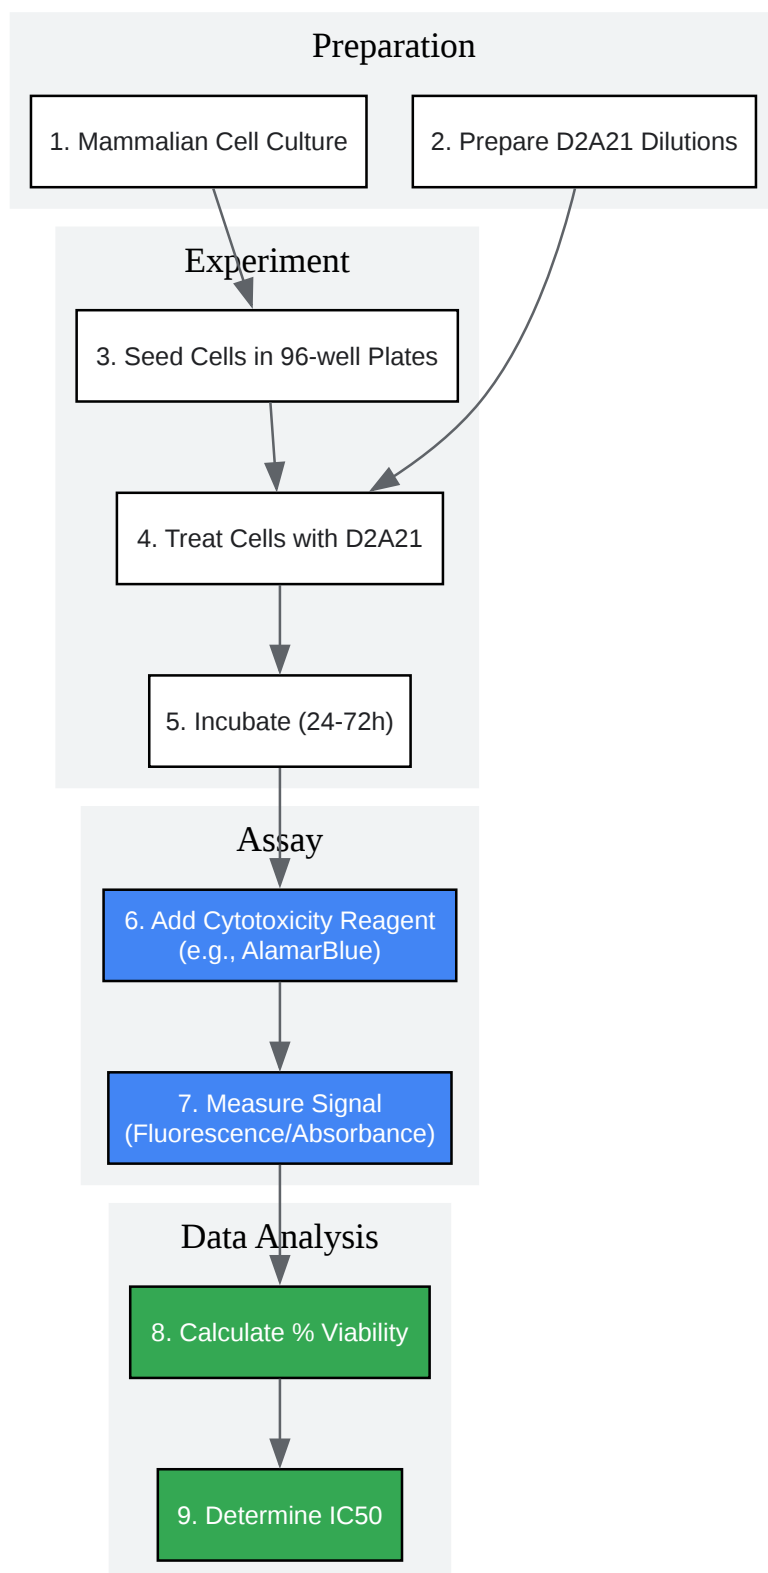 Preparation
1. Mammalian Cell Culture
2. Prepare D2A21 Dilutions
Experiment
3. Seed Cells in 96-well Plates
4. Treat Cells with D2A21
5. Incubate (24-72h)
Assay
6. Add Cytotoxicity Reagent
(e.g., AlamarBlue)
7. Measure Signal
(Fluorescence/Absorbance)
Data Analysis
8. Calculate % Viability
9. Determine IC50